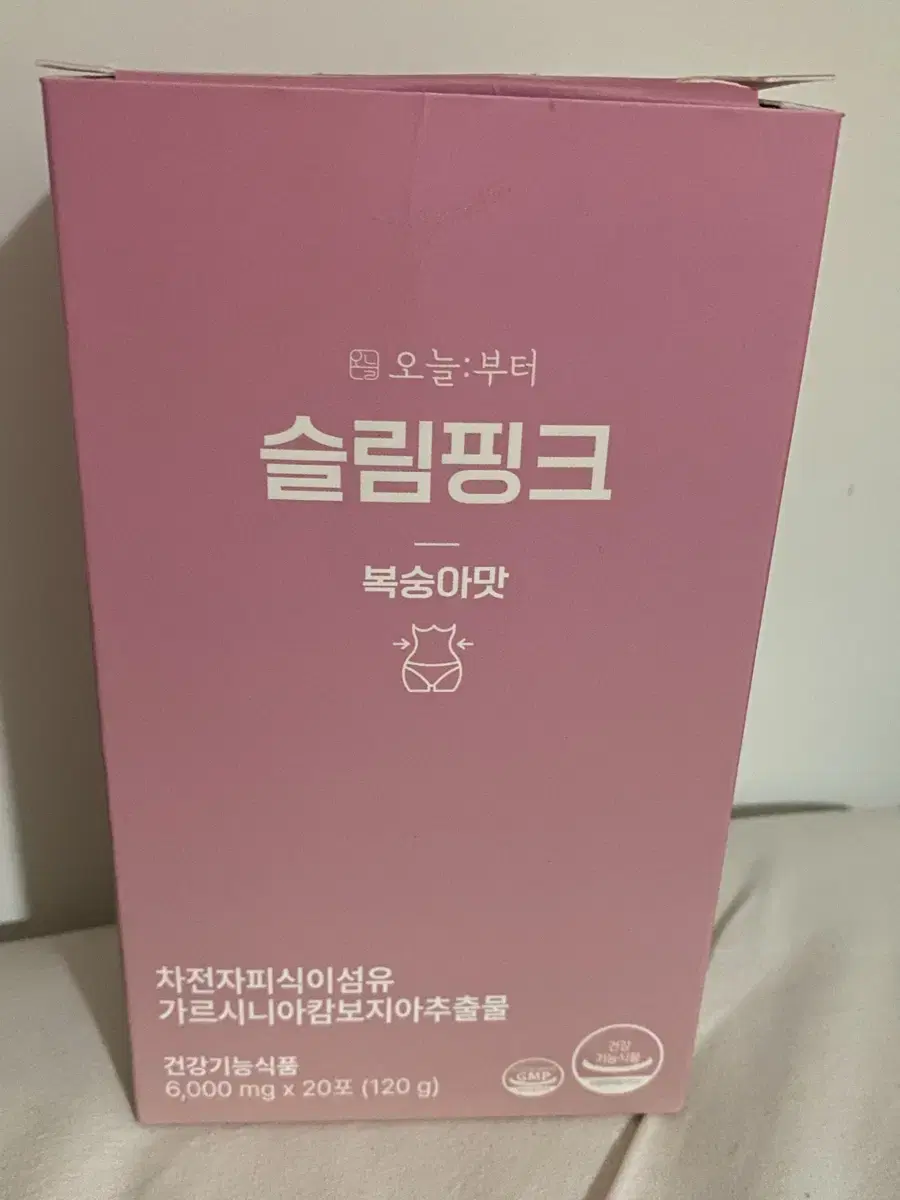 오늘:부터
슬림핑크
복숭아맛
차전자피식이섬유
가르시니아캄보지아추출물
건강기능식품
6,000 mg x 20포 (120 g)
GMP
건강
기능식품